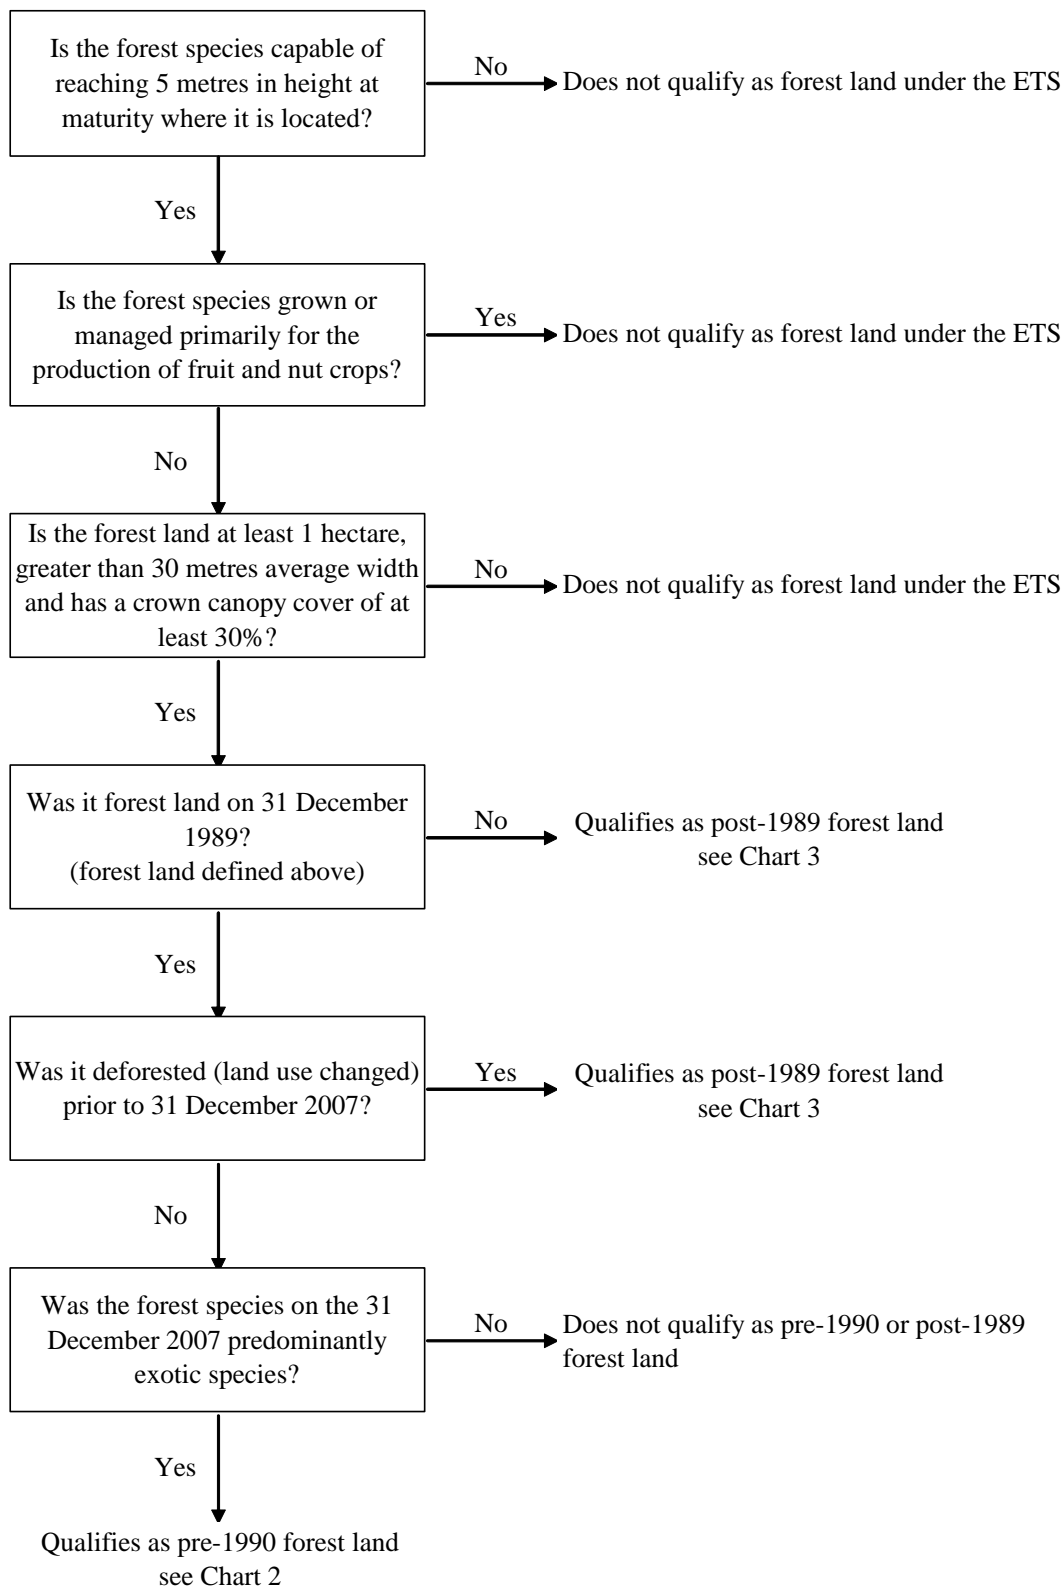 Is the forest species capable of
reaching 5 metres in height at
maturity where it is located?
No
Does not qualify as forest land under the ETS
Yes
Is the forest species grown or
managed primarily for the
production of fruit and nut crops?
Yes
Does not qualify as forest land under the ETS
No
Is the forest land at least 1 hectare,
greater than 30 metres average width
and has a crown canopy cover of at
least 30%?
No
Does not qualify as forest land under the ETS
Yes
Was it forest land on 31 December
1989?
(forest land defined above)
No
Qualifies as post-1989 forest land
see Chart 3
Yes
Was it deforested (land use changed)
prior to 31 December 2007?
Yes
Qualifies as post-1989 forest land
see Chart 3
No
Was the forest species on the 31
December 2007 predominantly
exotic species?
No
Does not qualify as pre-1990 or post-1989
forest land
Yes
Qualifies as pre-1990 forest land
see Chart 2